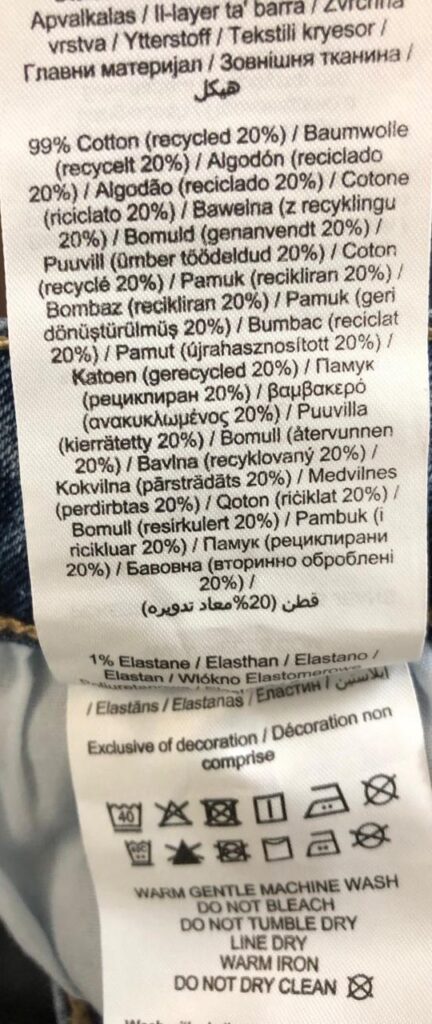 Apvalkalas / Il-layer ta' barra / Zvrchná
vrstva / Ytterstoff / Tekstili kryesor /
Главни материјал / Зовнішня тканина /
هيكل
99% Cotton (recycled 20%) / Baumwolle
(recycelt 20%) / Algodón (reciclado
20%) / Algodão (reciclado 20%) / Cotone
(riciclato 20%) / Bawełna (z recyklingu
20%) / Bomuld (genanvendt 20%) /
Puuvill (ümber töödeldud 20%) / Coton
(recyclé 20%) / Pamuk (recikliran 20%) /
Bombaz (recikliran 20%) / Pamuk (geri
dönüştürülmüş 20%) / Bumbac (reciclat
20%) / Pamut (újrahasznosított 20%) /
Katoen (gerecycled 20%) / Памук
(рециклиран 20%) / βαμβακερό
(ανακυκλωμένος 20%) / Puuvilla
(kierrätetty 20%) / Bomull (återvunnen
20%) / Bavlna (recyklovaný 20%) /
Kokvilna (pārsträdāts 20%) / Medvilnes
(perdirbtas 20%) / Qoton (riċiklat 20%) /
Bomull (resirkulert 20%) / Pambuk (i
ricikluar 20%) / Памук (рециклирани
20%) / Бавовна (вторинно оброблені
20%) /
قطن (20%معاد تدويره)
1% Elastane / Elasthan / Elastano /
Elastan / Włókno Elastomerowe
/ Elastāns / Elastanas / Еластин / إيلاستين
Exclusive of decoration / Décoration non
comprise
40
WARM GENTLE MACHINE WASH
DO NOT BLEACH
DO NOT TUMBLE DRY
LINE DRY
WARM IRON
DO NOT DRY CLEAN